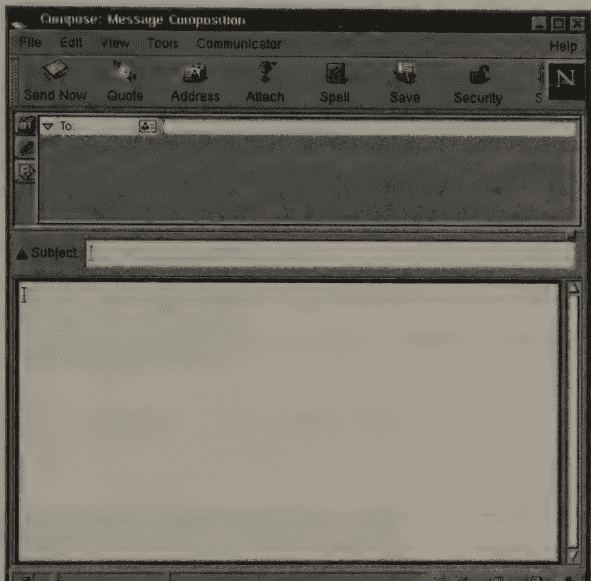 Compose: Message Composition
File Edit View Tools Communicator Help
Send Now Quote Address Attach Spell Save Security S
N
To:
Subject: